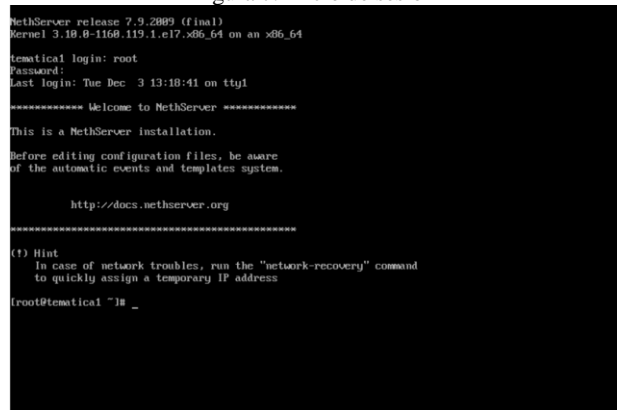 NethServer release 7.9.2009 (final)
Kernel 3.10.0-1160.119.1.el7.x86_64 on an x86_64
tematica1 login: root
Password:
Last login: Tue Dec  3 13:18:41 on tty1
************ Welcome to NethServer ************
This is a NethServer installation.
Before editing configuration files, be aware
of the automatic events and templates system.
http://docs.nethserver.org
***********************************************
(!) Hint
In case of network troubles, run the "network-recovery" command
to quickly assign a temporary IP address
[root@tematica1 ~]# _